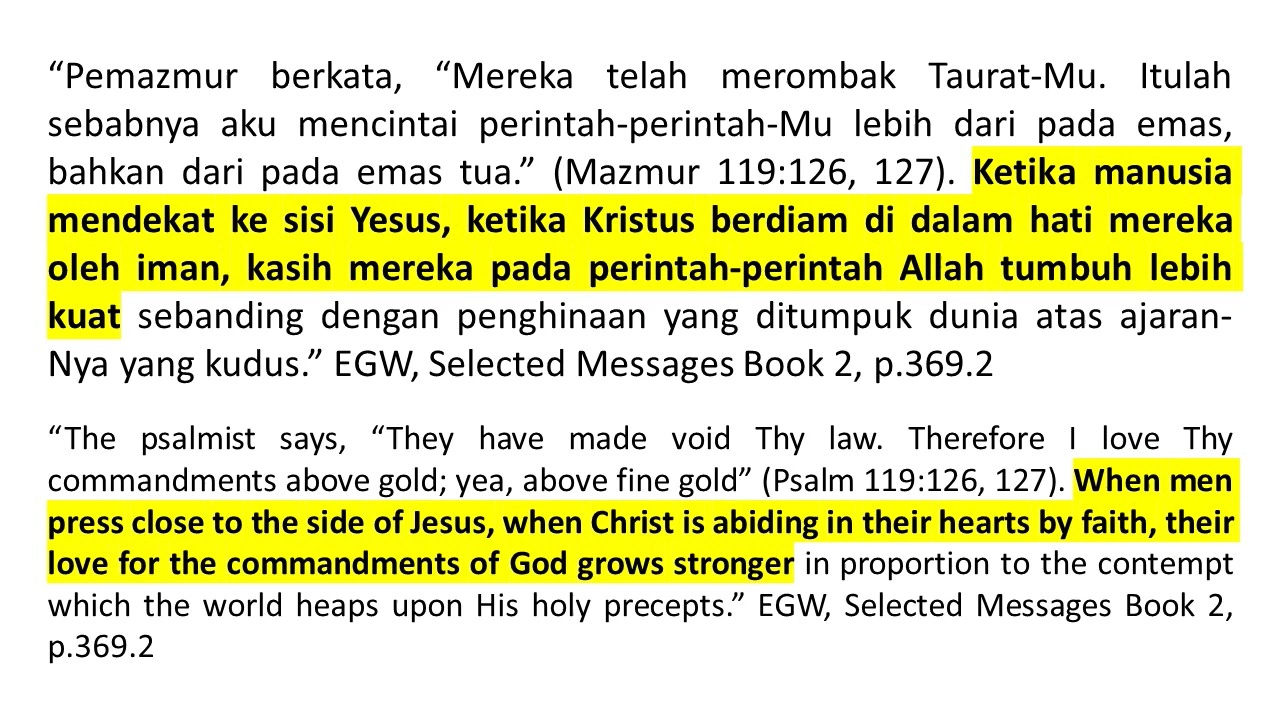 “Pemazmur berkata, “Mereka telah merombak Taurat-Mu. Itulah
sebabnya aku mencintai perintah-perintah-Mu lebih dari pada emas,
bahkan dari pada emas tua.” (Mazmur 119:126, 127). Ketika manusia
mendekat ke sisi Yesus, ketika Kristus berdiam di dalam hati mereka
oleh iman, kasih mereka pada perintah-perintah Allah tumbuh lebih
kuat sebanding dengan penghinaan yang ditumpuk dunia atas ajaran-
Nya yang kudus.” EGW, Selected Messages Book 2, p.369.2
“The psalmist says, “They have made void Thy law. Therefore I love Thy
commandments above gold; yea, above fine gold” (Psalm 119:126, 127). When men
press close to the side of Jesus, when Christ is abiding in their hearts by faith, their
love for the commandments of God grows stronger in proportion to the contempt
which the world heaps upon His holy precepts.” EGW, Selected Messages Book 2,
p.369.2